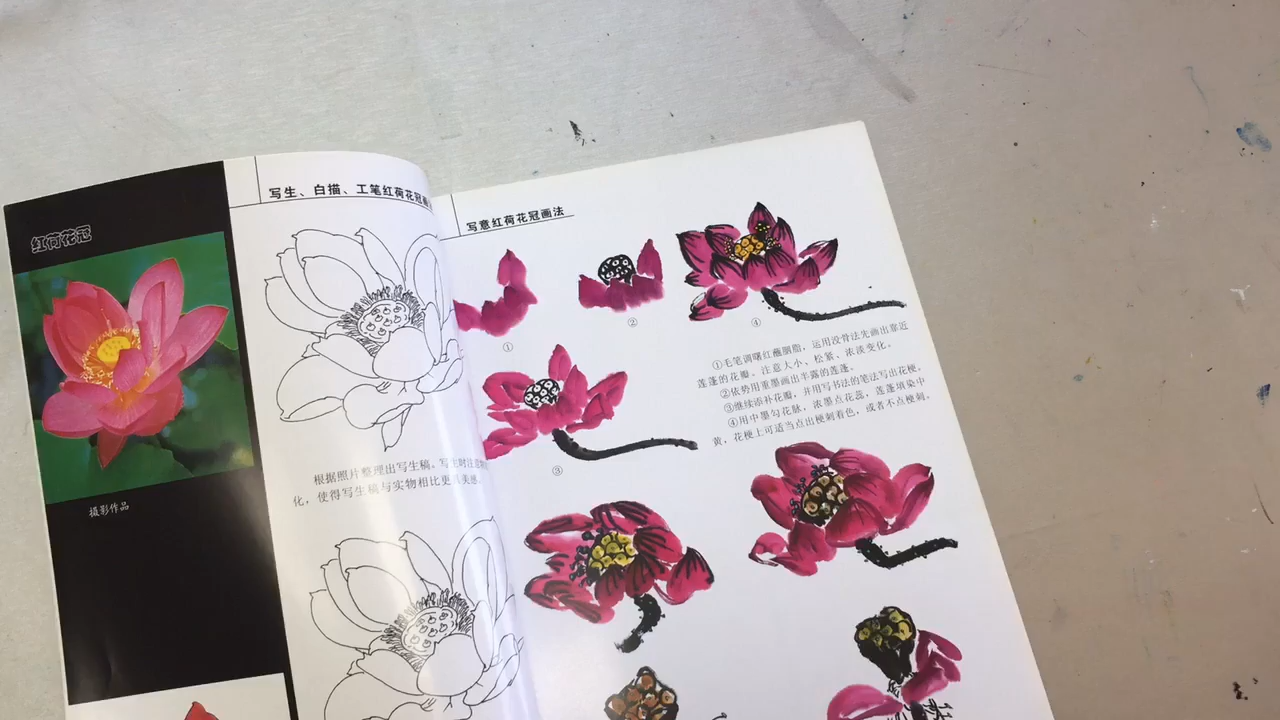 红荷花冠
摄影作品
写生、白描、工笔红荷花冠画
根据照片整理出写生稿。写生时注意
化，使得写生稿与实物相比更具美感。
写意红荷花冠画法
①
②
④
③
①毛笔调曙红蘸胭脂，运用没骨法先画出靠近
莲蓬的花瓣。注意大小、松紧、浓淡变化。
②依势用重墨画出丰露的莲蓬。
③继续添补花瓣，并用写书法的笔法写出花梗。
④用中墨勾花脉，浓墨点花蕊，莲蓬填染中
黄，花梗上可适当点出梗刺着色，或者不点梗刺。